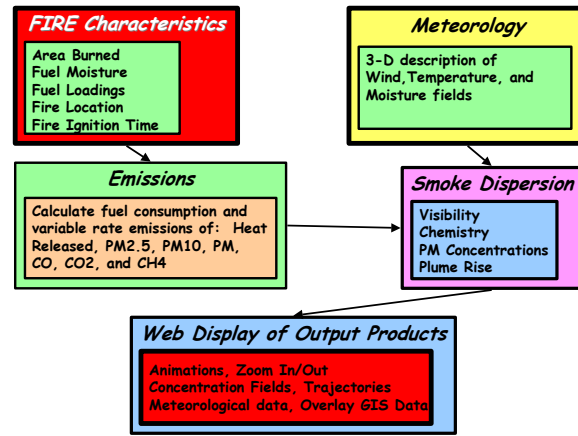 FIRE Characteristics
Area Burned
Fuel Moisture
Fuel Loadings
Fire Location
Fire Ignition Time
Meteorology
3-D description of
Wind,Temperature, and
Moisture fields
Emissions
Calculate fuel consumption and
variable rate emissions of:  Heat
Released, PM2.5, PM10, PM,
CO, CO2, and CH4
Smoke Dispersion
Visibility
Chemistry
PM Concentrations
Plume Rise
Web Display of Output Products
Animations, Zoom In/Out
Concentration Fields, Trajectories
Meteorological data, Overlay GIS Data